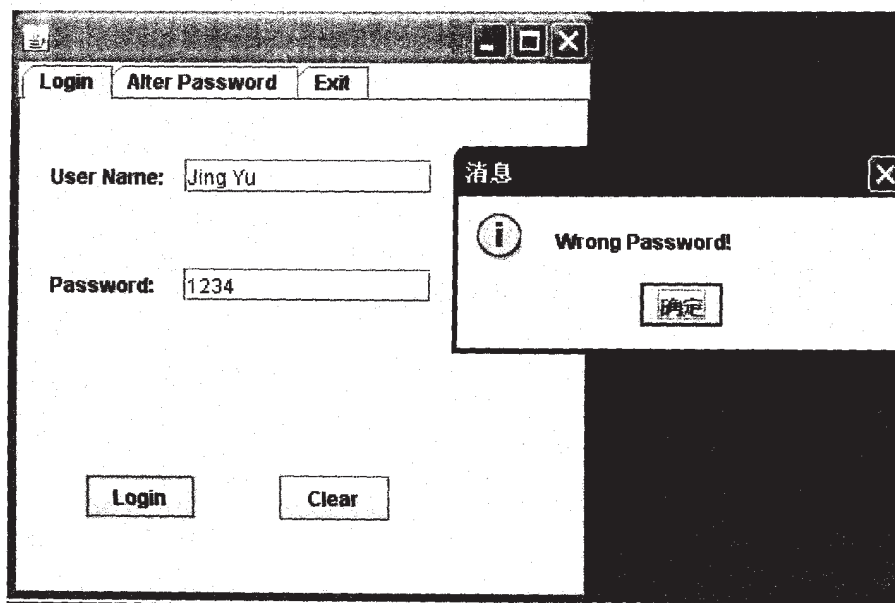 Login Alter Password Exit
User Name: Jing Yu
Password: 1234
Login Clear
消息
Wrong Password!
确定